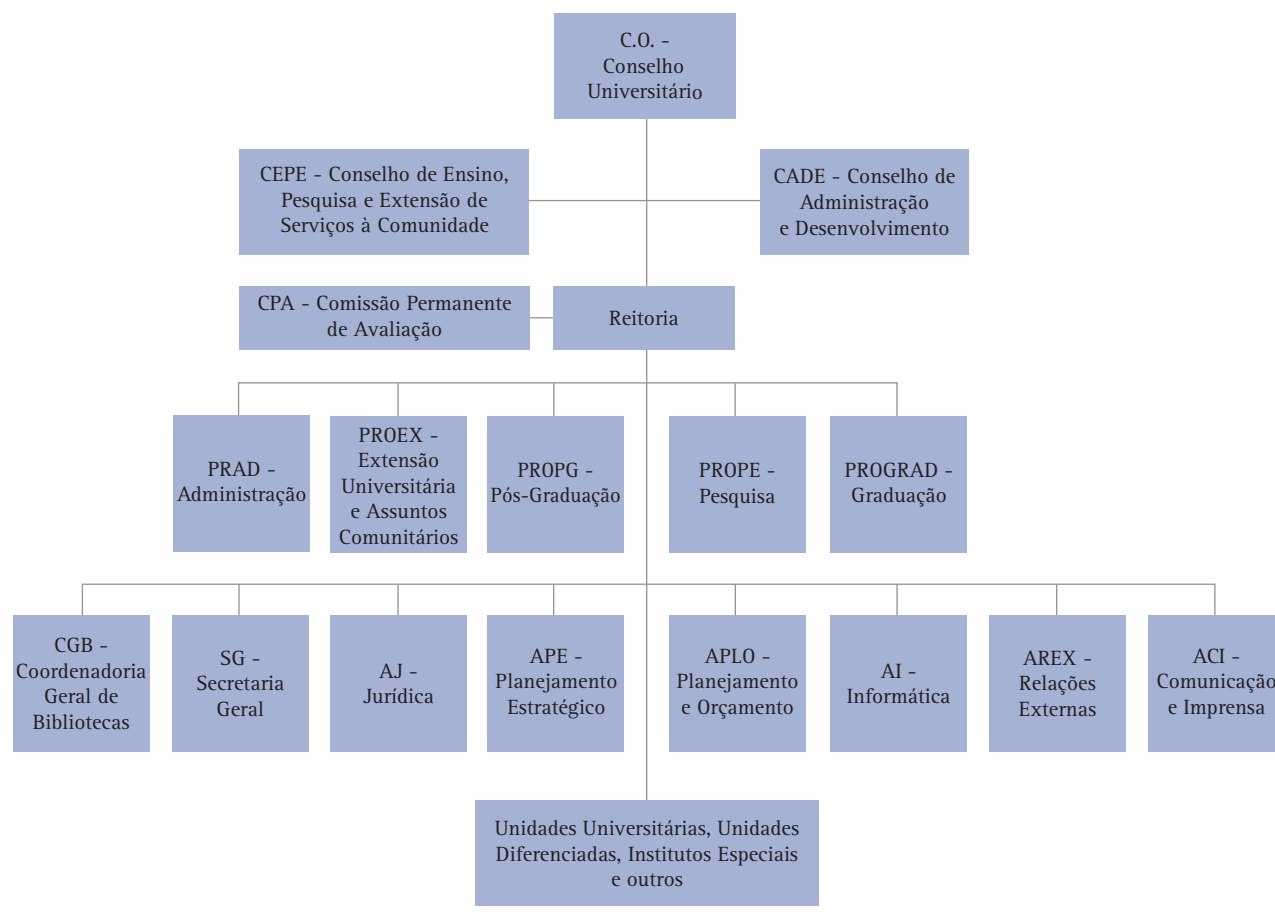 C.O. -
Conselho
Universitário
CEPE - Conselho de Ensino,
Pesquisa e Extensão de
Serviços à Comunidade
CADE - Conselho de
Administração
e Desenvolvimento
CPA - Comissão Permanente
de Avaliação
Reitoria
PRAD -
Administração
PROEX -
Extensão
Universitária
e Assuntos
Comunitários
PROPG -
Pós-Graduação
PROPE -
Pesquisa
PROGRAD -
Graduação
CGB -
Coordenadoria
Geral de
Bibliotecas
SG -
Secretaria
Geral
AJ -
Jurídica
APE -
Planejamento
Estratégico
APLO -
Planejamento
e Orçamento
AI -
Informática
AREX -
Relações
Externas
ACI -
Comunicação
e Imprensa
Unidades Universitárias, Unidades
Diferenciadas, Institutos Especiais
e outros